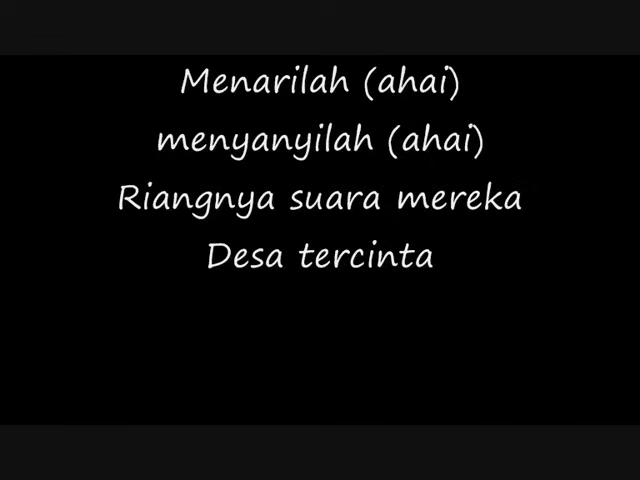 Menarilah (ahai)
menyanyilah (ahai)
Riangnya suara mereka
Desa tercinta